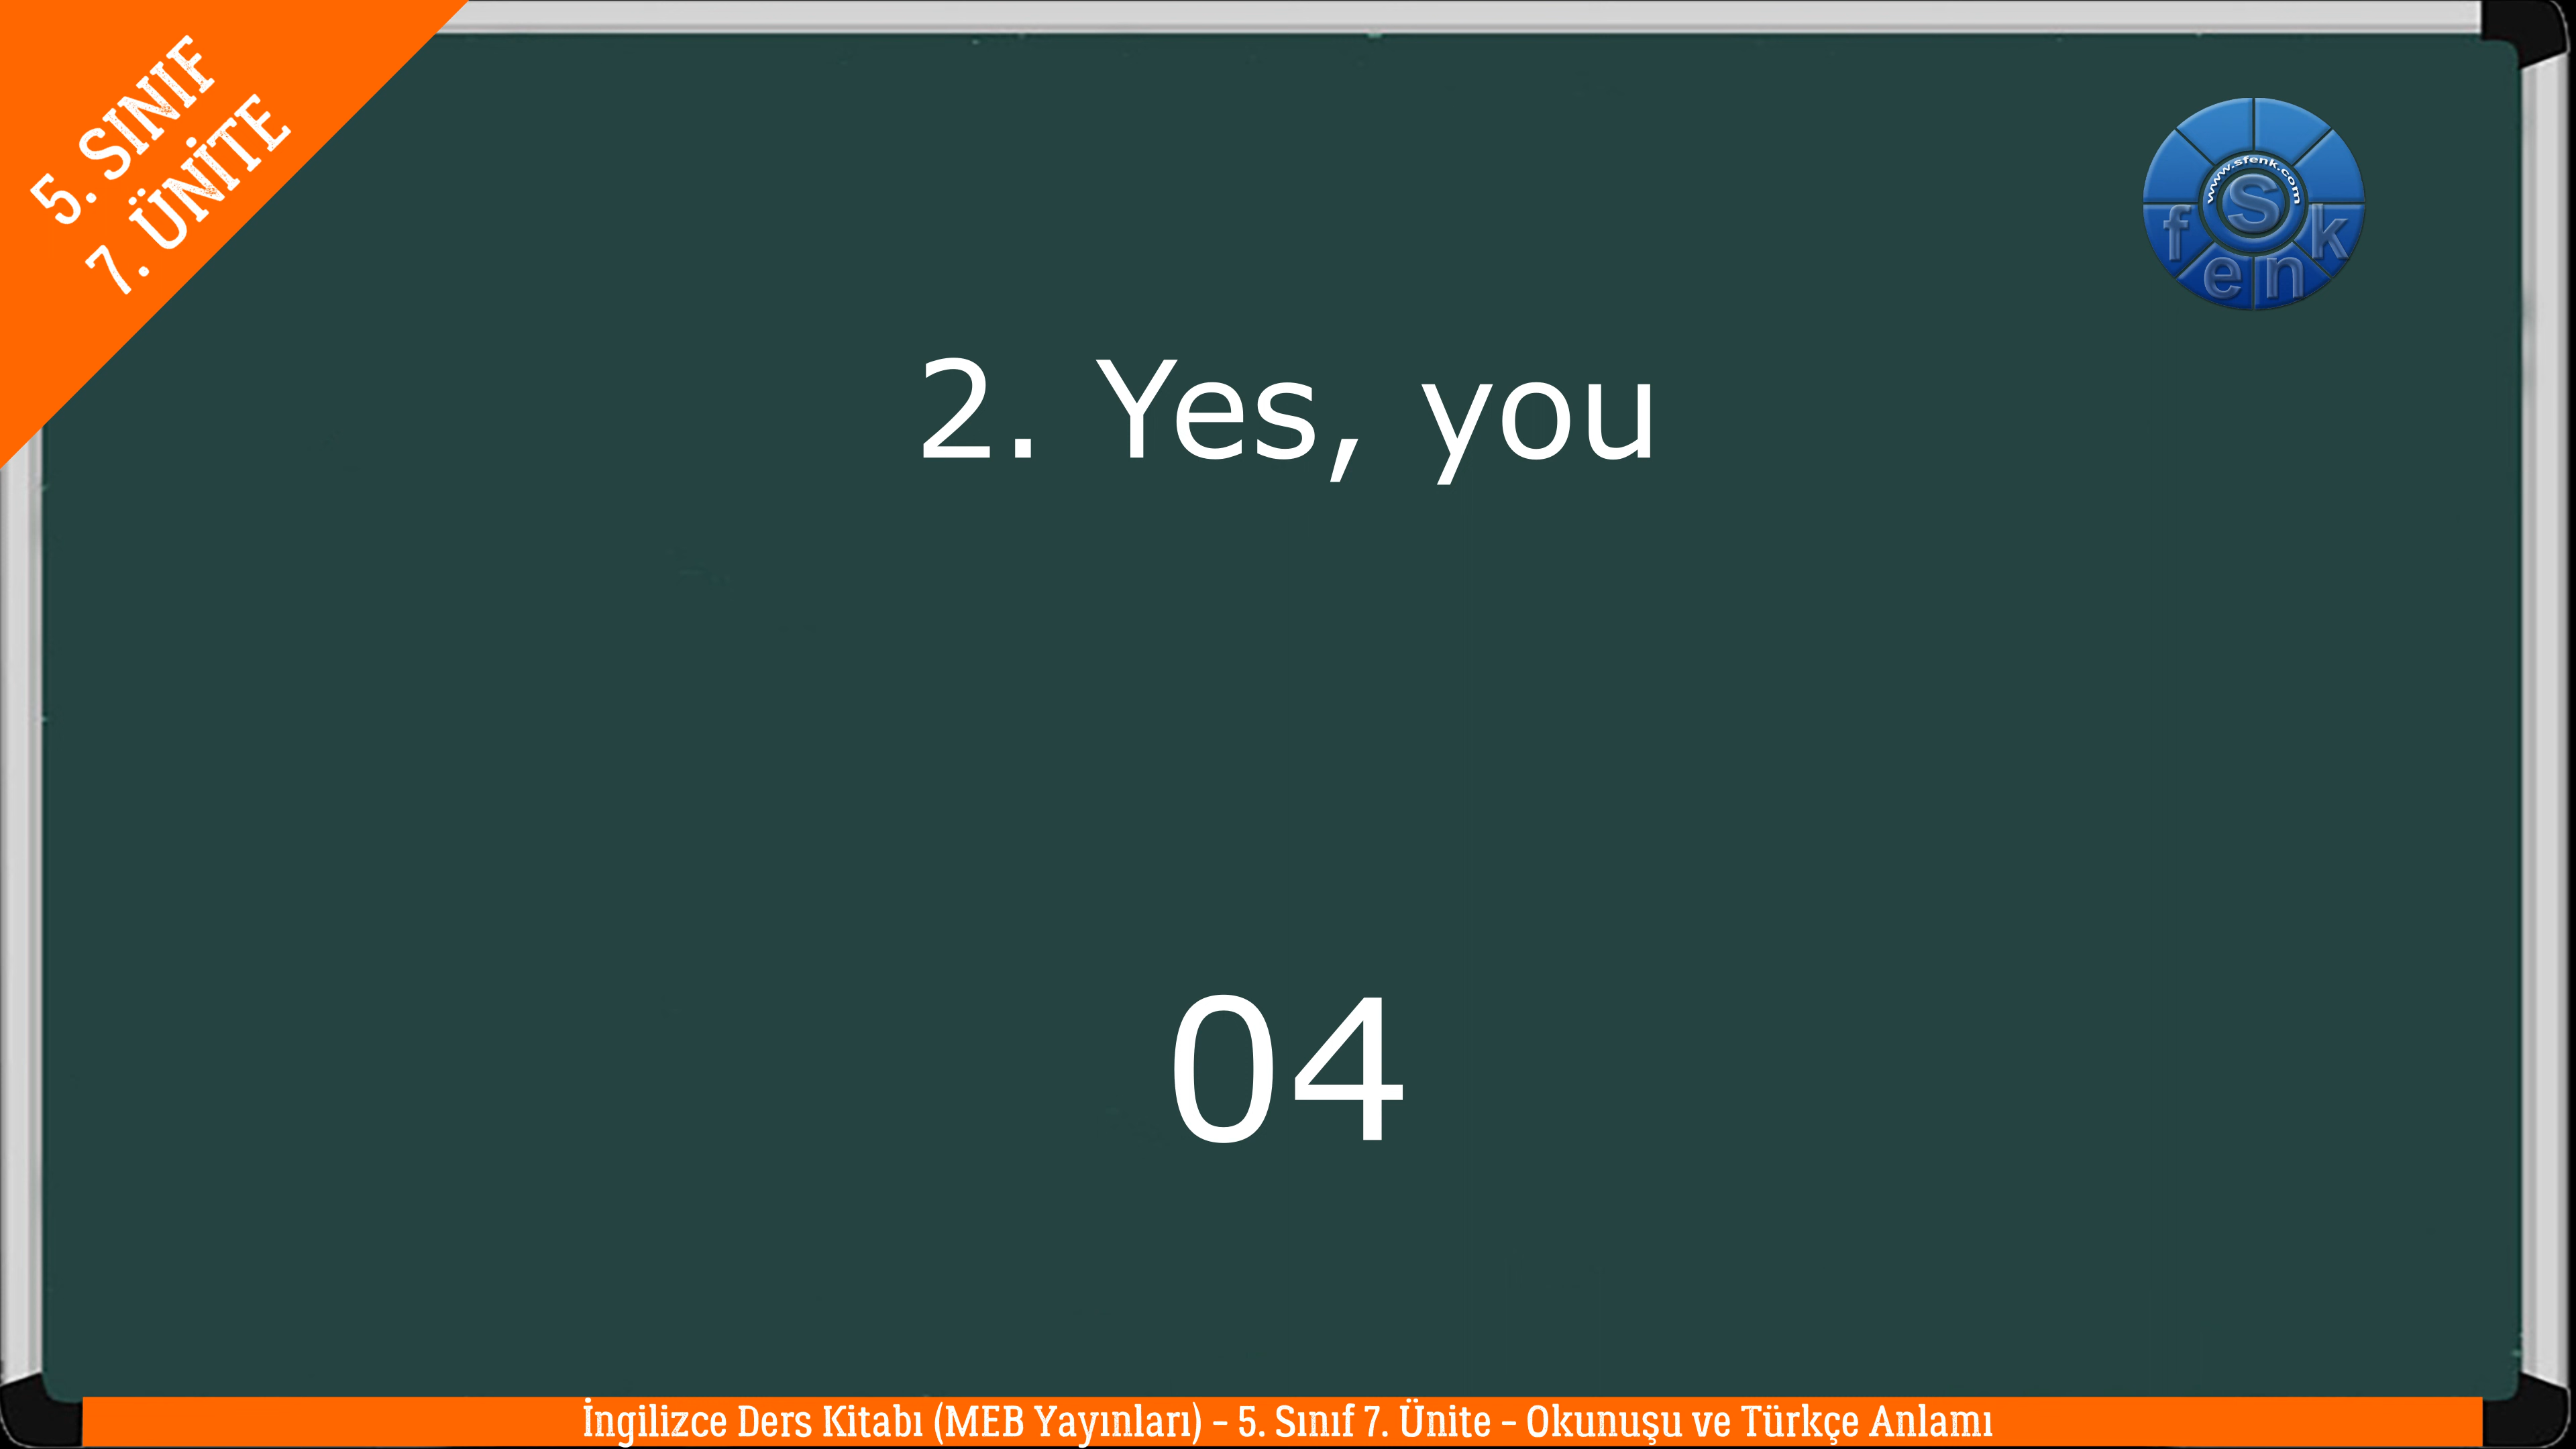 5. SINIF
7. ÜNİTE
www.sfenk.com
S
f e n k
2. Yes, you
04
İngilizce Ders Kitabı (MEB Yayınları) – 5. Sınıf 7. Ünite – Okunuşu ve Türkçe Anlamı